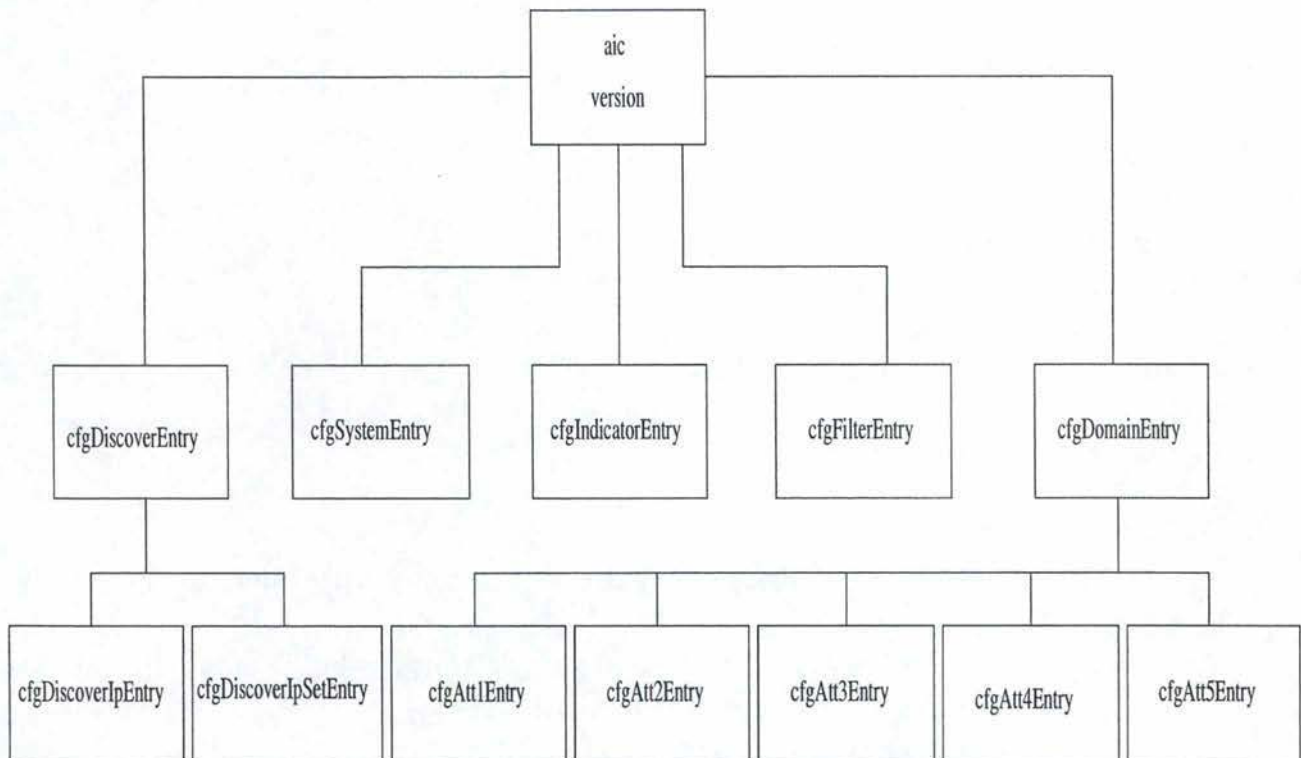 aic
version
cfgDiscoverEntry
cfgSystemEntry
cfgIndicatorEntry
cfgFilterEntry
cfgDomainEntry
cfgDiscoverIpEntry
cfgDiscoverIpSetEntry
cfgAtt1Entry
cfgAtt2Entry
cfgAtt3Entry
cfgAtt4Entry
cfgAtt5Entry